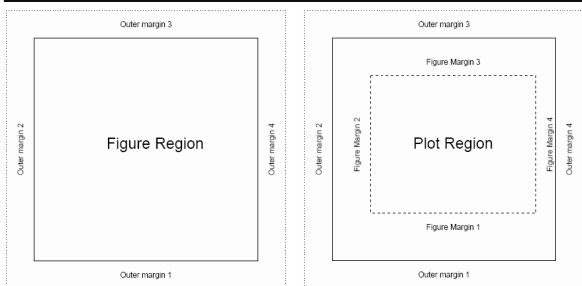 Outer margin 3
Outer margin 2
Figure Region
Outer margin 4
Outer margin 1
Outer margin 3
Figure Margin 3
Outer margin 2
Figure Margin 2
Plot Region
Figure Margin 4
Outer margin 4
Figure Margin 1
Outer margin 1